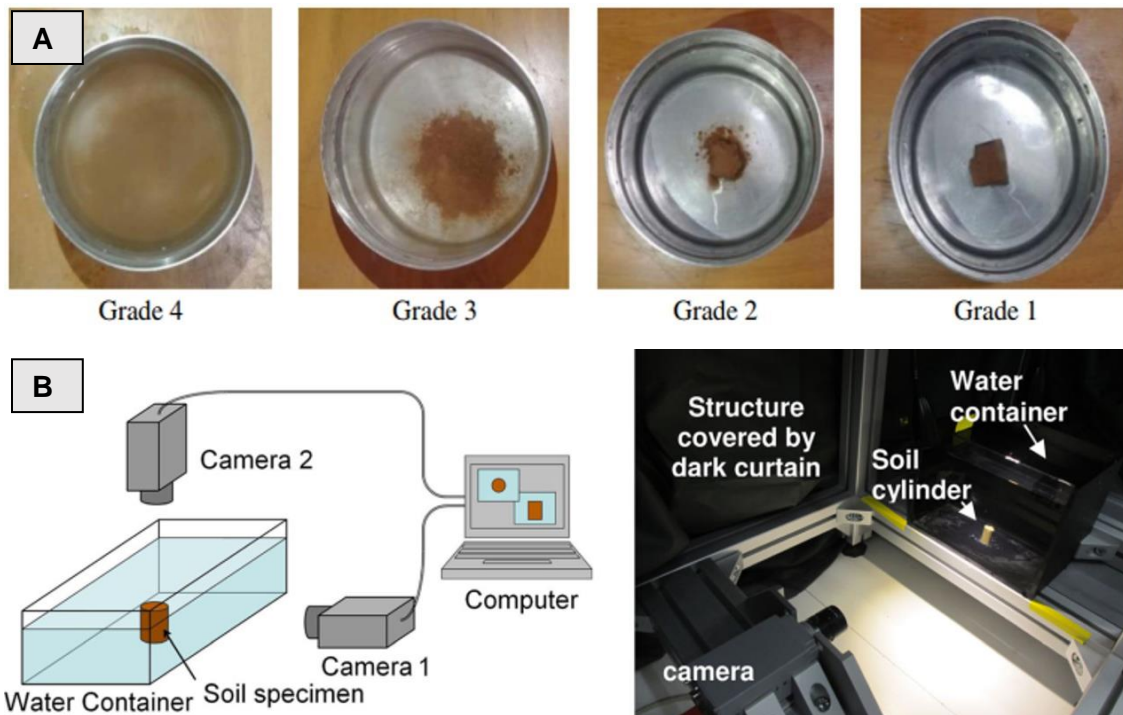 A
Grade 4
Grade 3
Grade 2
Grade 1
B
Camera 2
Computer
Camera 1
Water Container
Soil specimen
Structure
covered by
dark curtain
Water
container
Soil
cylinder
camera